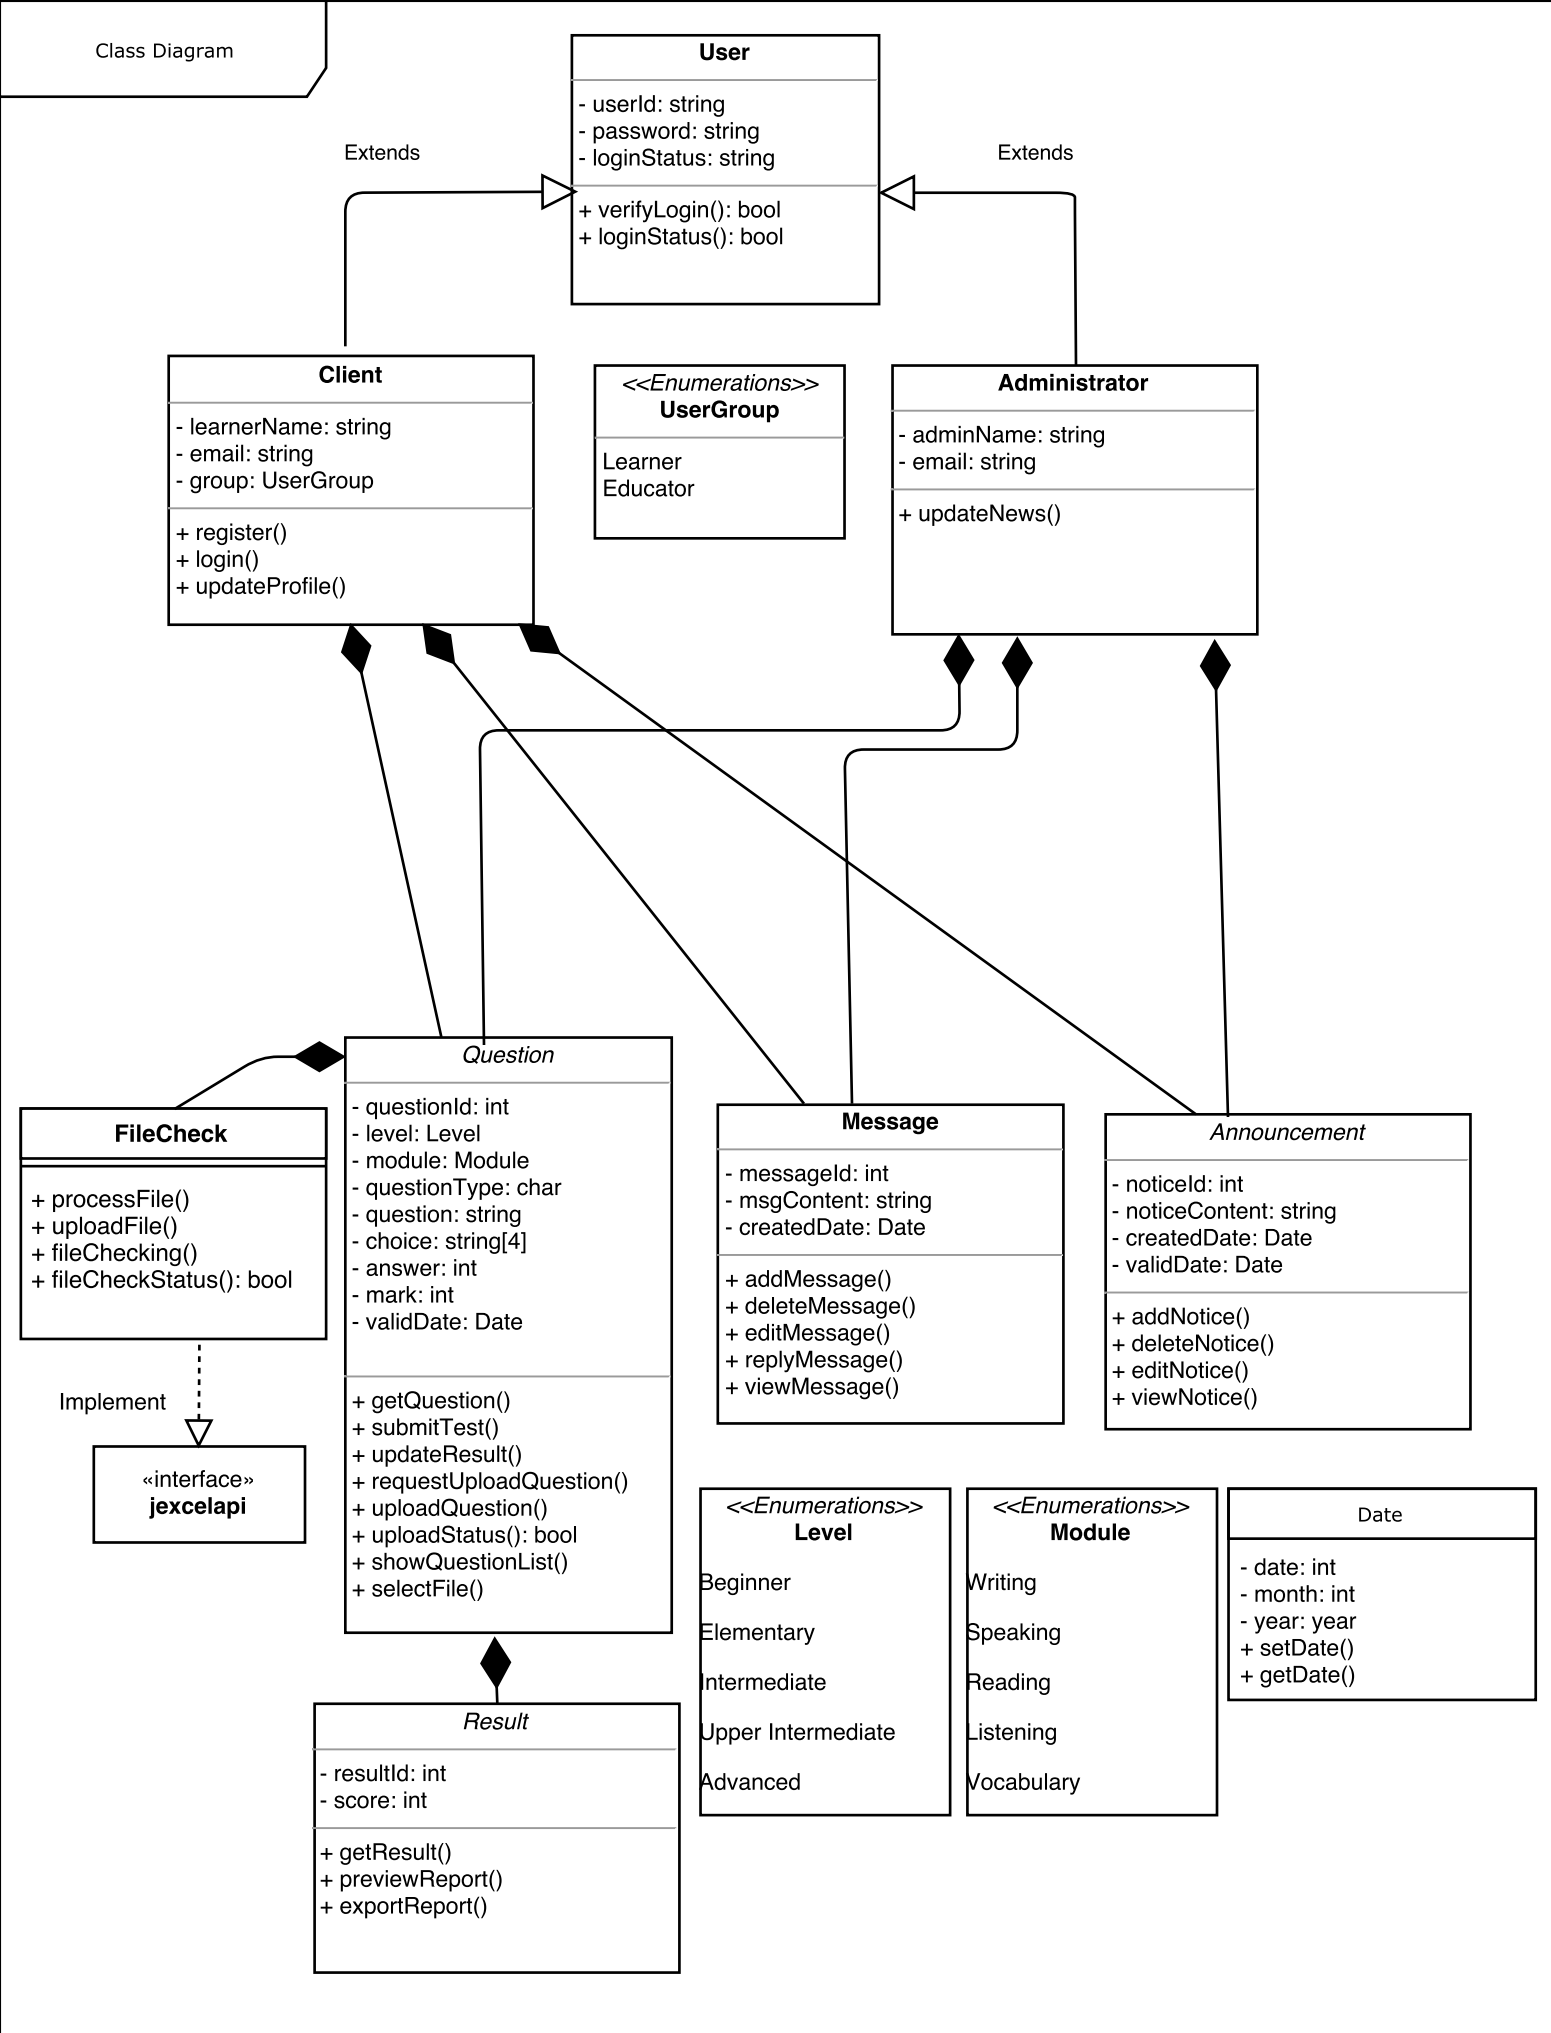 Class Diagram
User
- userId: string
- password: string
- loginStatus: string
+ verifyLogin(): bool
+ loginStatus(): bool
Extends
Extends
Client
- learnerName: string
- email: string
- group: UserGroup
+ register()
+ login()
+ updateProfile()
<<Enumerations>>
UserGroup
Learner
Educator
Administrator
- adminName: string
- email: string
+ updateNews()
FileCheck
+ processFile()
+ uploadFile()
+ fileChecking()
+ fileCheckStatus(): bool
Implement
«interface»
jexcelapi
Question
- questionId: int
- level: Level
- module: Module
- questionType: char
- question: string
- choice: string[4]
- answer: int
- mark: int
- validDate: Date
+ getQuestion()
+ submitTest()
+ updateResult()
+ requestUploadQuestion()
+ uploadQuestion()
+ uploadStatus(): bool
+ showQuestionList()
+ selectFile()
Message
- messageId: int
- msgContent: string
- createdDate: Date
+ addMessage()
+ deleteMessage()
+ editMessage()
+ replyMessage()
+ viewMessage()
Announcement
- noticeId: int
- noticeContent: string
- createdDate: Date
- validDate: Date
+ addNotice()
+ deleteNotice()
+ editNotice()
+ viewNotice()
Result
- resultId: int
- score: int
+ getResult()
+ previewReport()
+ exportReport()
<<Enumerations>>
Level
Beginner
Elementary
Intermediate
Upper Intermediate
Advanced
<<Enumerations>>
Module
Writing
Speaking
Reading
Listening
Vocabulary
Date
- date: int
- month: int
- year: year
+ setDate()
+ getDate()